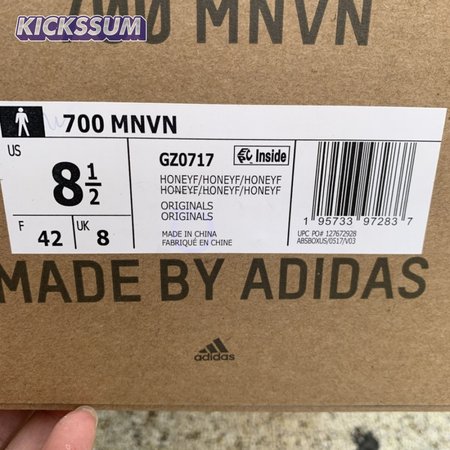 KICKSSUM
700 MNVN
700 MNVN
US
8 1/2
F
42
UK
8
GZ0717
Inside
HONEYF/HONEYF/HONEYF
HONEYF/HONEYF/HONEYF
ORIGINALS
ORIGINALS
MADE IN CHINA
FABRIQUÉ EN CHINE
1 95733 97283 7
UPC PO# 127672928
ABSBOXUS/0517/V03
MADE BY ADIDAS
adidas